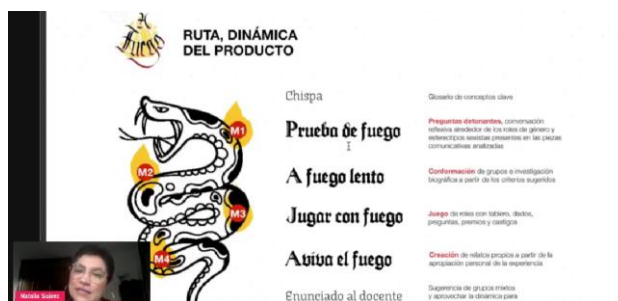 A
Fuego
RUTA, DINÁMICA
DEL PRODUCTO
Chispa
Glosario de conceptos clave
M1
Prueba de fuego
Preguntas detonantes, conversación
reflexiva alrededor de los roles de género y
estereotipos sexistas presentes en las piezas
comunicativas analizadas
M2
A fuego lento
Conformación de grupos e investigación
biográfica a partir de los criterios sugeridos
M3
Jugar con fuego
Juego de roles con tablero, dados,
preguntas, premios y castigos
M4
Aviva el fuego
Creación de relatos propios a partir de la
apropiación personal de la experiencia
Natalia Suárez
Enunciado al docente
Sugerencia de grupos mixtos
y aprovechar la dinámica para